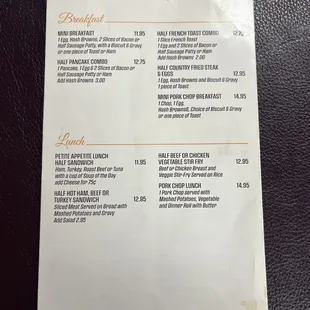 Breakfast
MINI BREAKFAST 11.95
1 Egg, Hash Browns, 2 Slices of Bacon or
Half Sausage Patty, with a Biscuit & Gravy
or one piece of Toast or Ham
HALF PANCAKE COMBO 12.75
1 Pancake, 1 Egg & 2 Slices of Bacon or
Half Sausage Patty or Ham
Add Hash Browns 3.00
HALF FRENCH TOAST COMBO 12.75
1 Slice French Toast
1 Egg and 2 Slices of Bacon or
Half Sausage Patty or Ham
Add Hash Browns 2.00
HALF COUNTRY FRIED STEAK
& EGGS 12.95
1 Egg, Hash Browns and Biscuit & Gravy
1 piece of Toast
MINI PORK CHOP BREAKFAST 14.95
1 Chop, 1 Egg,
Hash Browns, Choice of Biscuit & Gravy
or one piece of Toast
Lunch
PETITE APPETITE LUNCH
HALF SANDWICH 11.95
Ham, Turkey, Roast Beef or Tuna
with a cup of Soup of the Day
add Cheese for 75¢
HALF HOT HAM, BEEF OR
TURKEY SANDWICH 12.95
Sliced Meat Served on Bread with
Mashed Potatoes and Gravy
Add Salad 2.95
HALF BEEF OR CHICKEN
VEGETABLE STIR FRY 12.95
Beef or Chicken Breast and
Veggie Stir-Fry Served on Rice
PORK CHOP LUNCH 14.95
1 Pork Chop served with
Mashed Potatoes, Vegetable
and Dinner Roll with Butter